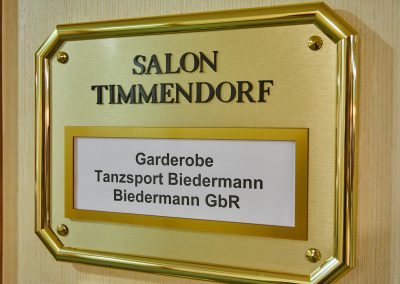 SALON
TIMMENDORF
Garderobe
Tanzsport Biedermann
Biedermann GbR